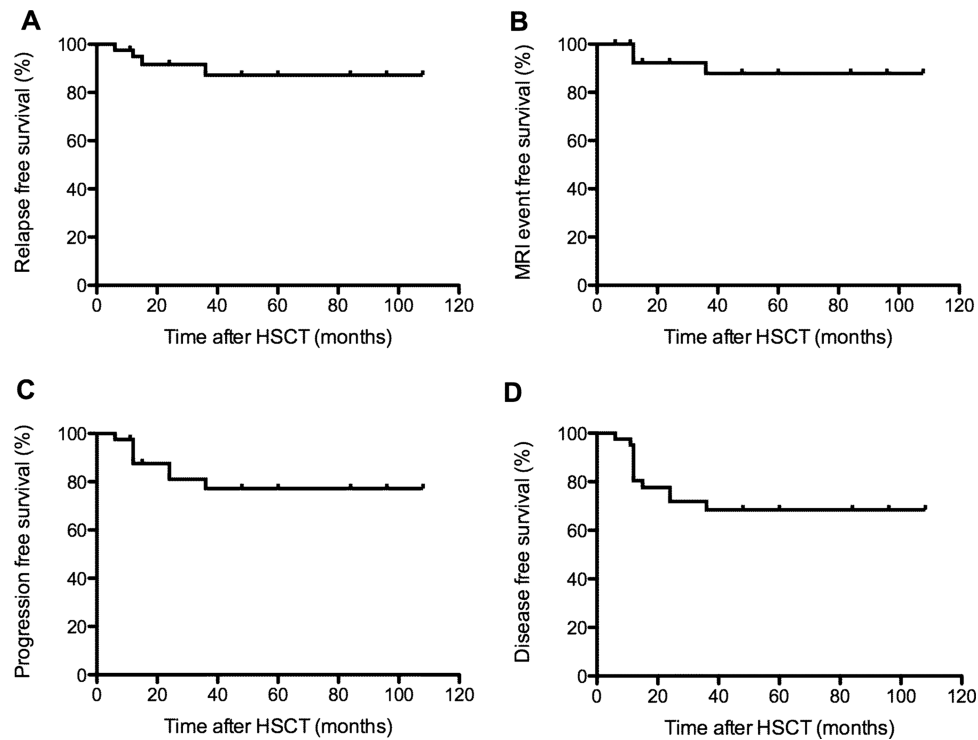 A
Relapse free survival (%)
100
80
60
40
20
0
0 20 40 60 80 100 120
Time after HSCT (months)
B
MRI event free survival (%)
100
80
60
40
20
0
0 20 40 60 80 100 120
Time after HSCT (months)
C
Progression free survival (%)
100
80
60
40
20
0
0 20 40 60 80 100 120
Time after HSCT (months)
D
Disease free survival (%)
100
80
60
40
20
0
0 20 40 60 80 100 120
Time after HSCT (months)